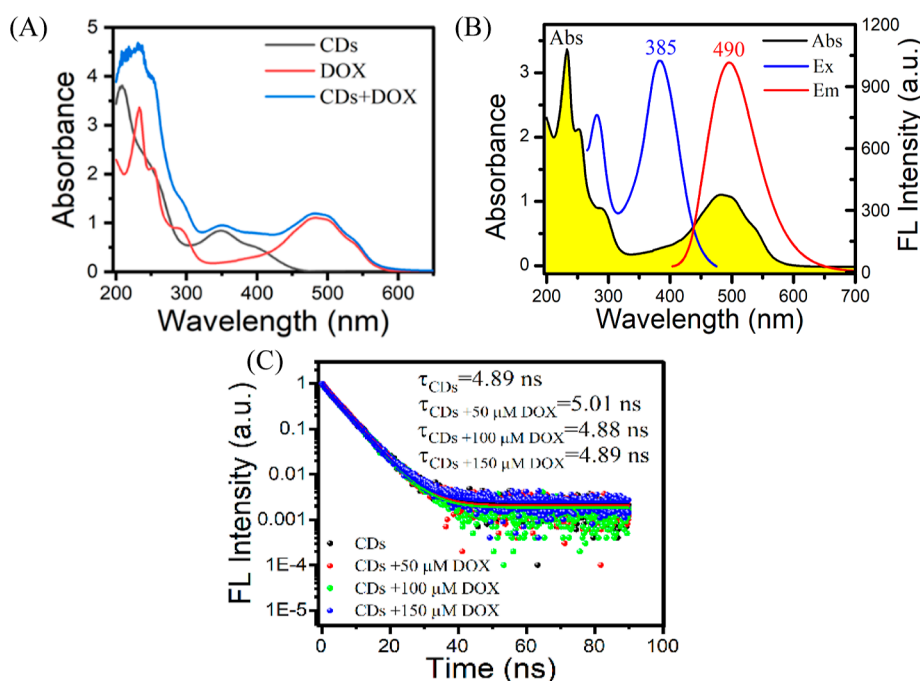 (A)
CDs
DOX
CDs+DOX
5
4
3
2
1
0
Absorbance
200 300 400 500 600
Wavelength (nm)
(B)
Abs
385
490
Abs
Ex
Em
3
2
1
0
Absorbance
1200
1000
800
600
300
0
FL Intensity (a.u.)
200 300 400 500 600 700
Wavelength (nm)
(C)
τCDs=4.89 ns
τCDs +50 μM DOX=5.01 ns
τCDs +100 μM DOX=4.88 ns
τCDs +150 μM DOX=4.89 ns
1
0.1
0.01
0.001
1E-4
1E-5
FL Intensity (a.u.)
CDs
CDs +50 μM DOX
CDs +100 μM DOX
CDs +150 μM DOX
0 20 40 60 80 100
Time (ns)